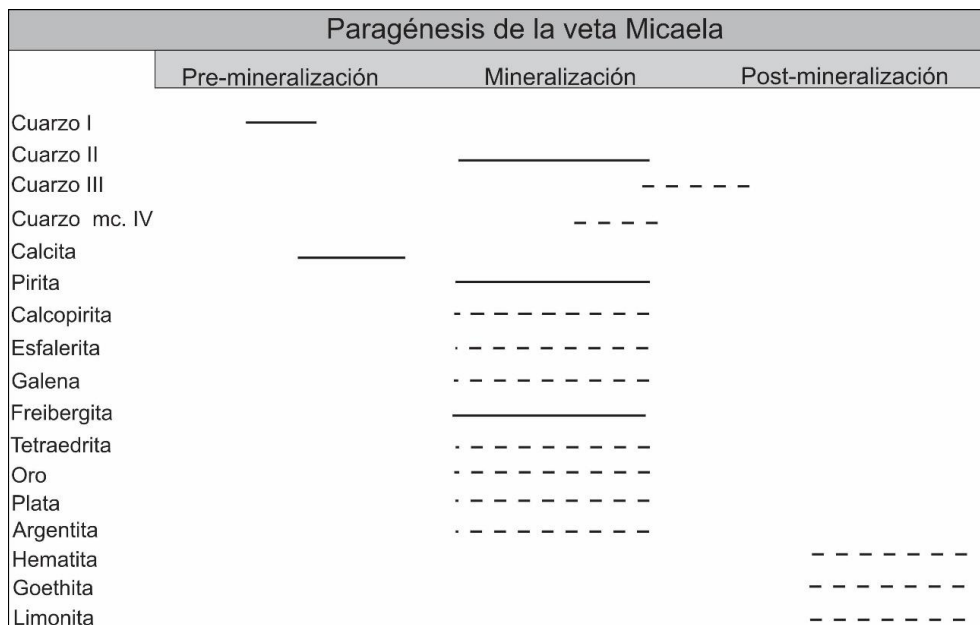 Paragénesis de la veta Micaela
Pre-mineralización Mineralización Post-mineralización
Cuarzo I
Cuarzo II
Cuarzo III
Cuarzo mc. IV
Calcita
Pirita
Calcopirita
Esfalerita
Galena
Freibergita
Tetraedrita
Oro
Plata
Argentita
Hematita
Goethita
Limonita